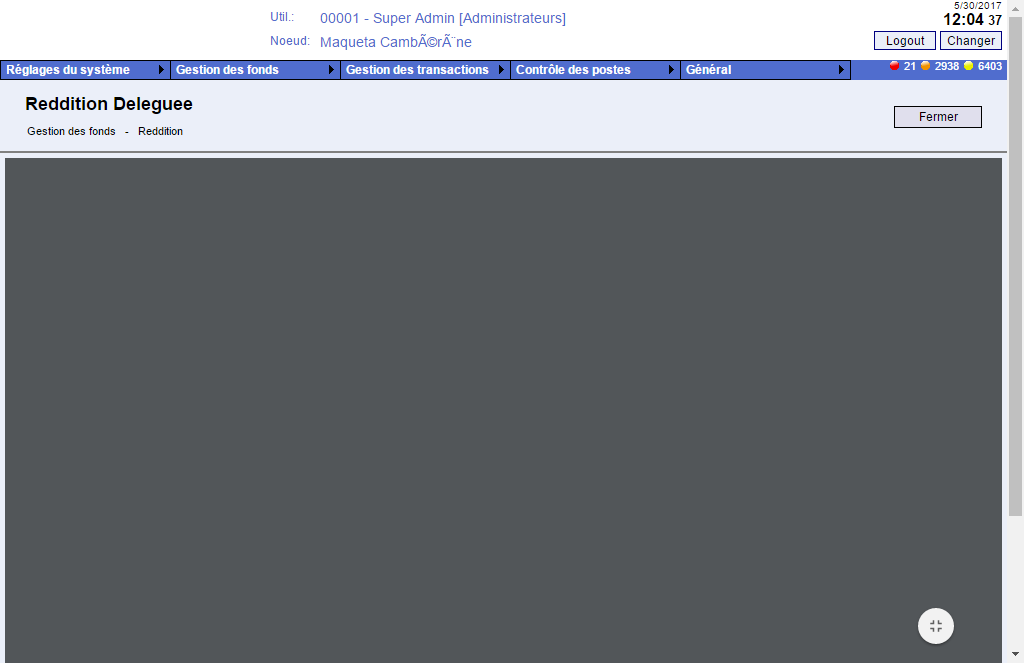 5/30/2017
Util.: 00001 - Super Admin [Administrateurs]
12:04 37
Noeud: Maqueta CambÃ©rÃ¨ne
Logout Changer
Réglages du système Gestion des fonds Gestion des transactions Contrôle des postes Général 21 2938 6403
Reddition Deleguee
Fermer
Gestion des fonds - Reddition